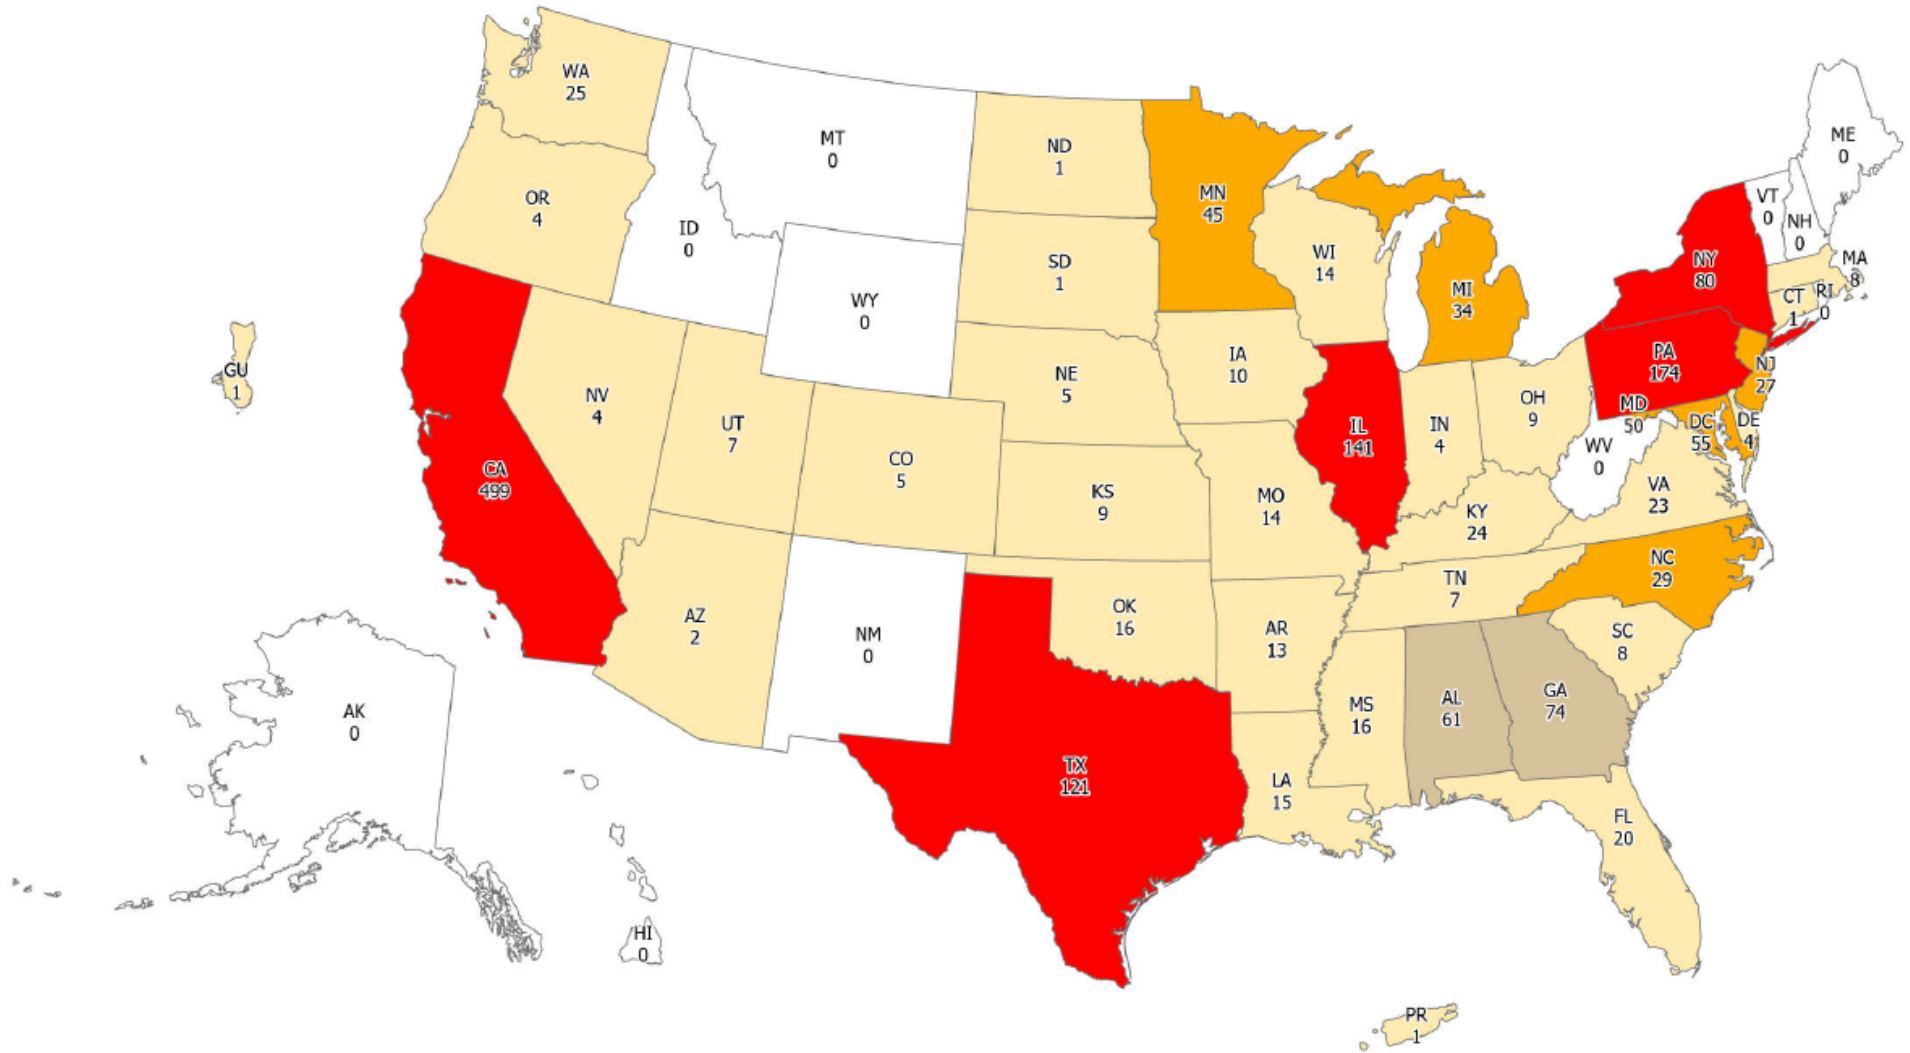 WA
25
MT
0
ND
1
MN
45
ME
0
OR
4
ID
0
SD
1
WI
14
MI
34
NY
80
VT
0
NH
0
MA
8
CT
1
RI
0
WY
0
IA
10
PA
174
NJ
27
GU
1
NV
4
UT
7
CO
5
NE
5
IL
141
IN
4
OH
9
MD
50
DC
55
DE
4
WV
0
CA
499
KS
9
MO
14
KY
24
VA
23
AZ
2
NM
0
OK
16
AR
13
TN
7
NC
29
SC
8
AK
0
TX
121
LA
15
MS
16
AL
61
GA
74
FL
20
HI
0
PR
1